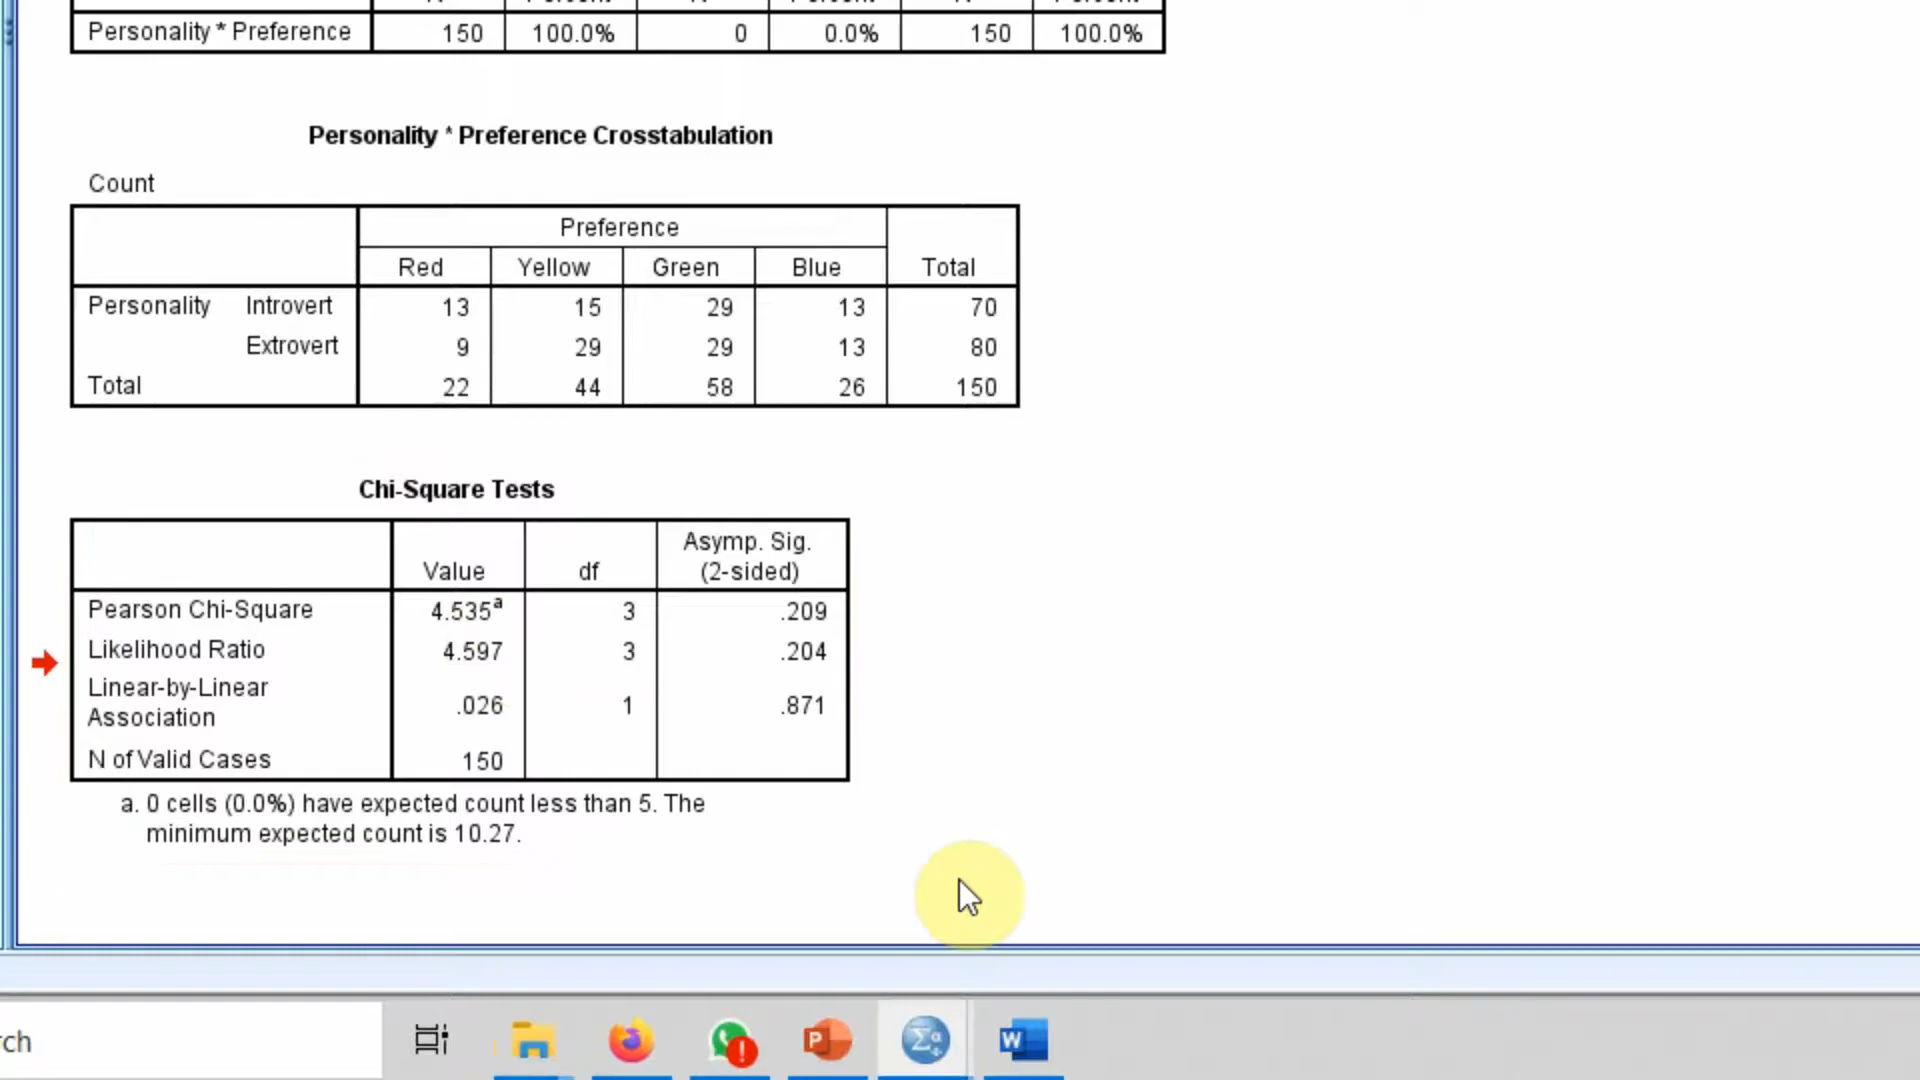 Personality * Preference 150 100.0% 0 0.0% 150 100.0%
Personality * Preference Crosstabulation
Count
Preference
Red Yellow Green Blue Total
Personality Introvert 13 15 29 13 70
Extrovert 9 29 29 13 80
Total 22 44 58 26 150
Chi-Square Tests
Asymp. Sig.
Value df (2-sided)
Pearson Chi-Square 4.535ᵃ 3 .209
Likelihood Ratio 4.597 3 .204
Linear-by-Linear
Association .026 1 .871
N of Valid Cases 150
a. 0 cells (0.0%) have expected count less than 5. The
minimum expected count is 10.27.
rch
P
Σα
W